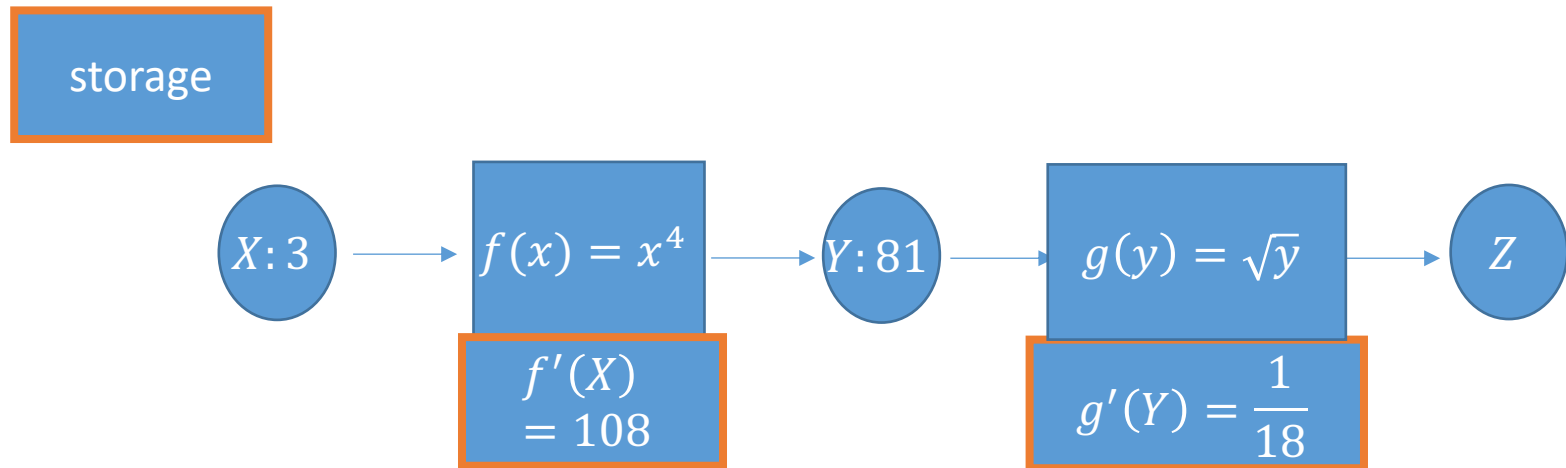 storage
X: 3
f(x) = x⁴
Y: 81
g(y) = √y
Z
f′(X)
= 108
g′(Y) = 1/18